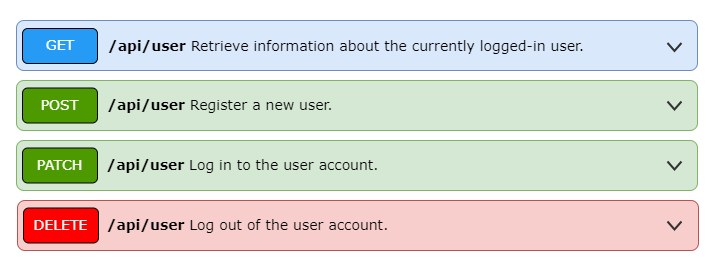 GET /api/user Retrieve information about the currently logged-in user.
POST /api/user Register a new user.
PATCH /api/user Log in to the user account.
DELETE /api/user Log out of the user account.